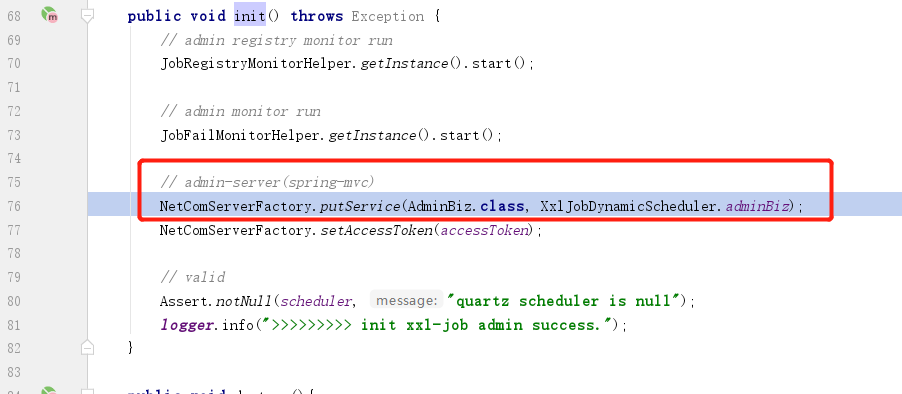 68 public void init() throws Exception {
69 // admin registry monitor run
70 JobRegistryMonitorHelper.getInstance().start();
71
72 // admin monitor run
73 JobFailMonitorHelper.getInstance().start();
74
75 // admin-server(spring-mvc)
76 NetComServerFactory.putService(AdminBiz.class, XxlJobDynamicScheduler.adminBiz);
77 NetComServerFactory.setAccessToken(accessToken);
78
79 // valid
80 Assert.notNull(scheduler, message: "quartz scheduler is null");
81 logger.info(">>>>>>>>> init xxl-job admin success.");
82 }
83